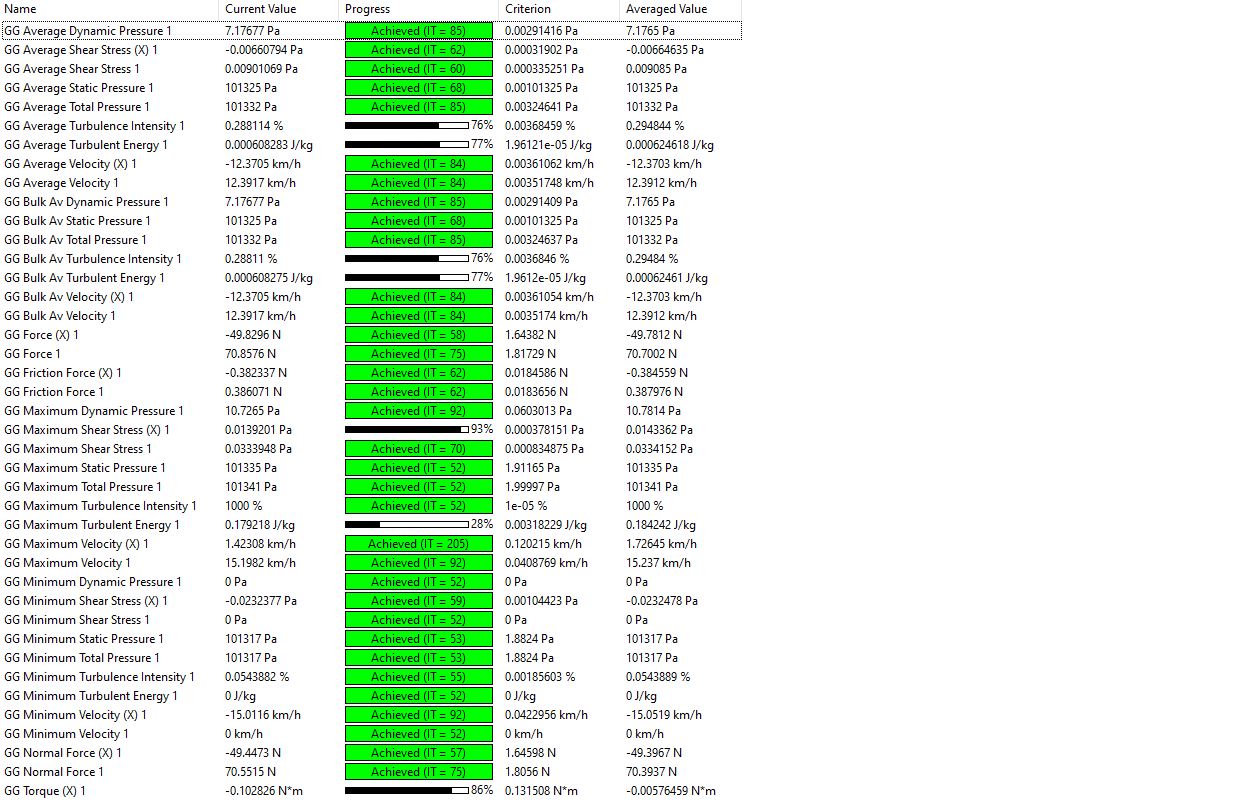 Name Current Value Progress Criterion Averaged Value
GG Average Dynamic Pressure 1 7.17677 Pa Achieved (IT = 85) 0.00291416 Pa 7.1765 Pa
GG Average Shear Stress (X) 1 -0.00660794 Pa Achieved (IT = 62) 0.00031902 Pa -0.00664635 Pa
GG Average Shear Stress 1 0.00901069 Pa Achieved (IT = 60) 0.000335251 Pa 0.009085 Pa
GG Average Static Pressure 1 101325 Pa Achieved (IT = 68) 0.00101325 Pa 101325 Pa
GG Average Total Pressure 1 101332 Pa Achieved (IT = 85) 0.00324641 Pa 101332 Pa
GG Average Turbulence Intensity 1 0.288114 % 76% 0.00368459 % 0.294844 %
GG Average Turbulent Energy 1 0.000608283 J/kg 77% 1.96121e-05 J/kg 0.000624618 J/kg
GG Average Velocity (X) 1 -12.3705 km/h Achieved (IT = 84) 0.00361062 km/h -12.3703 km/h
GG Average Velocity 1 12.3917 km/h Achieved (IT = 84) 0.00351748 km/h 12.3912 km/h
GG Bulk Av Dynamic Pressure 1 7.17677 Pa Achieved (IT = 85) 0.00291409 Pa 7.1765 Pa
GG Bulk Av Static Pressure 1 101325 Pa Achieved (IT = 68) 0.00101325 Pa 101325 Pa
GG Bulk Av Total Pressure 1 101332 Pa Achieved (IT = 85) 0.00324637 Pa 101332 Pa
GG Bulk Av Turbulence Intensity 1 0.28811 % 76% 0.0036846 % 0.29484 %
GG Bulk Av Turbulent Energy 1 0.000608275 J/kg 77% 1.9612e-05 J/kg 0.00062461 J/kg
GG Bulk Av Velocity (X) 1 -12.3705 km/h Achieved (IT = 84) 0.00361054 km/h -12.3703 km/h
GG Bulk Av Velocity 1 12.3917 km/h Achieved (IT = 84) 0.0035174 km/h 12.3912 km/h
GG Force (X) 1 -49.8296 N Achieved (IT = 58) 1.64382 N -49.7812 N
GG Force 1 70.8576 N Achieved (IT = 75) 1.81729 N 70.7002 N
GG Friction Force (X) 1 -0.382337 N Achieved (IT = 62) 0.0184586 N -0.384559 N
GG Friction Force 1 0.386071 N Achieved (IT = 62) 0.0183656 N 0.387976 N
GG Maximum Dynamic Pressure 1 10.7265 Pa Achieved (IT = 92) 0.0603013 Pa 10.7814 Pa
GG Maximum Shear Stress (X) 1 0.0139201 Pa 93% 0.000378151 Pa 0.0143362 Pa
GG Maximum Shear Stress 1 0.0333948 Pa Achieved (IT = 70) 0.000834875 Pa 0.0334152 Pa
GG Maximum Static Pressure 1 101335 Pa Achieved (IT = 52) 1.91165 Pa 101335 Pa
GG Maximum Total Pressure 1 101341 Pa Achieved (IT = 52) 1.99997 Pa 101341 Pa
GG Maximum Turbulence Intensity 1 1000 % Achieved (IT = 52) 1e-05 % 1000 %
GG Maximum Turbulent Energy 1 0.179218 J/kg 28% 0.00318229 J/kg 0.184242 J/kg
GG Maximum Velocity (X) 1 1.42308 km/h Achieved (IT = 205) 0.120215 km/h 1.72645 km/h
GG Maximum Velocity 1 15.1982 km/h Achieved (IT = 92) 0.0408769 km/h 15.237 km/h
GG Minimum Dynamic Pressure 1 0 Pa Achieved (IT = 52) 0 Pa 0 Pa
GG Minimum Shear Stress (X) 1 -0.0232377 Pa Achieved (IT = 59) 0.00104423 Pa -0.0232478 Pa
GG Minimum Shear Stress 1 0 Pa Achieved (IT = 52) 0 Pa 0 Pa
GG Minimum Static Pressure 1 101317 Pa Achieved (IT = 53) 1.8824 Pa 101317 Pa
GG Minimum Total Pressure 1 101317 Pa Achieved (IT = 53) 1.8824 Pa 101317 Pa
GG Minimum Turbulence Intensity 1 0.0543882 % Achieved (IT = 55) 0.00185603 % 0.0543889 %
GG Minimum Turbulent Energy 1 0 J/kg Achieved (IT = 52) 0 J/kg 0 J/kg
GG Minimum Velocity (X) 1 -15.0116 km/h Achieved (IT = 92) 0.0422956 km/h -15.0519 km/h
GG Minimum Velocity 1 0 km/h Achieved (IT = 52) 0 km/h 0 km/h
GG Normal Force (X) 1 -49.4473 N Achieved (IT = 57) 1.64598 N -49.3967 N
GG Normal Force 1 70.5515 N Achieved (IT = 75) 1.8056 N 70.3937 N
GG Torque (X) 1 -0.102826 N*m 86% 0.131508 N*m -0.00576459 N*m